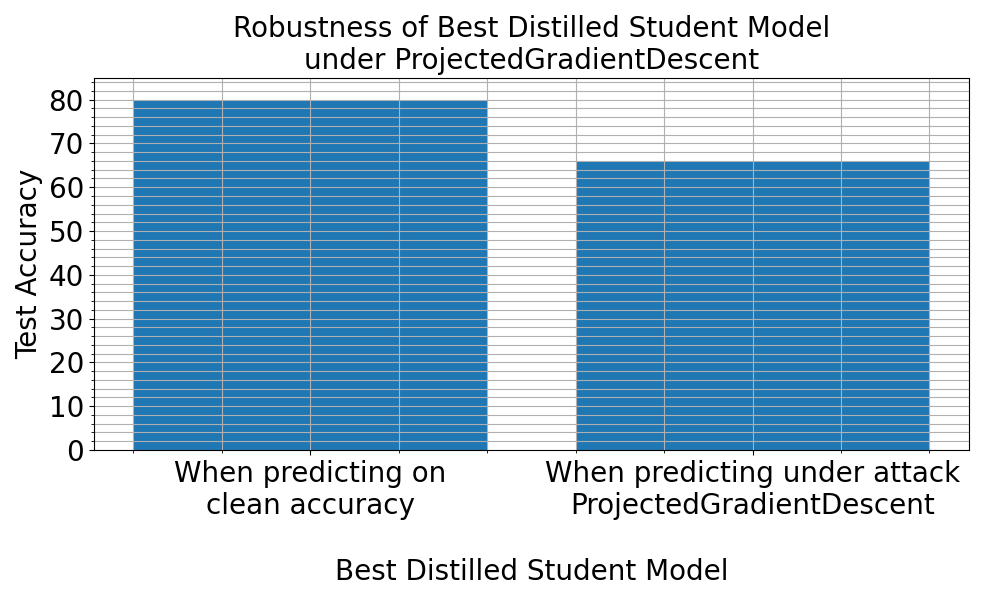 Robustness of Best Distilled Student Model
under ProjectedGradientDescent
Test Accuracy
80
70
60
50
40
30
20
10
0
When predicting on
clean accuracy
When predicting under attack
ProjectedGradientDescent
Best Distilled Student Model